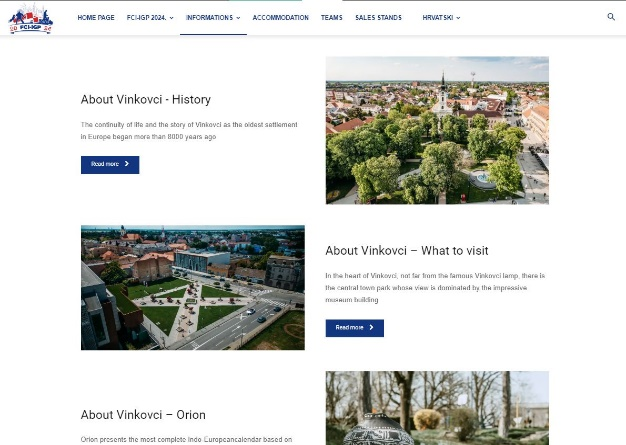 FCI-IGP
HOME PAGE FCI-IGP 2024. INFORMATIONS ACCOMMODATION TEAMS SALES STANDS HRVATSKI
About Vinkovci - History
The continuity of life and the story of Vinkovci as the oldest settlement
in Europe began more than 8000 years ago
Read more
About Vinkovci – What to visit
In the heart of Vinkovci, not far from the famous Vinkovci lamp, there is
the central town park whose view is dominated by the impressive
museum building
Read more
About Vinkovci – Orion
Orion presents the most complete Indo-Europeancalendar based on